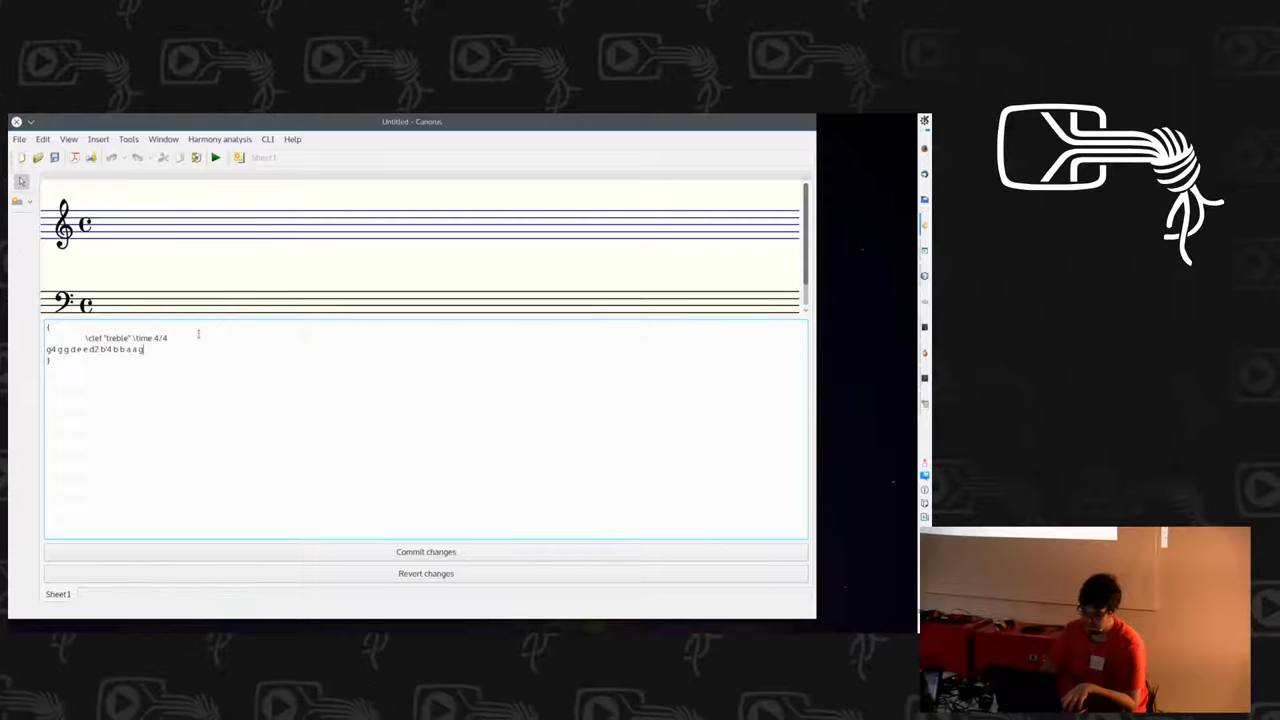 Untitled - Canorus
File Edit View Insert Tools Window Harmony analysis CLI Help
Sheet1
{
\clef "treble" \time 4/4
g4 g g d e e d2 b'4 b b a a g
}
Commit changes
Revert changes
Sheet1